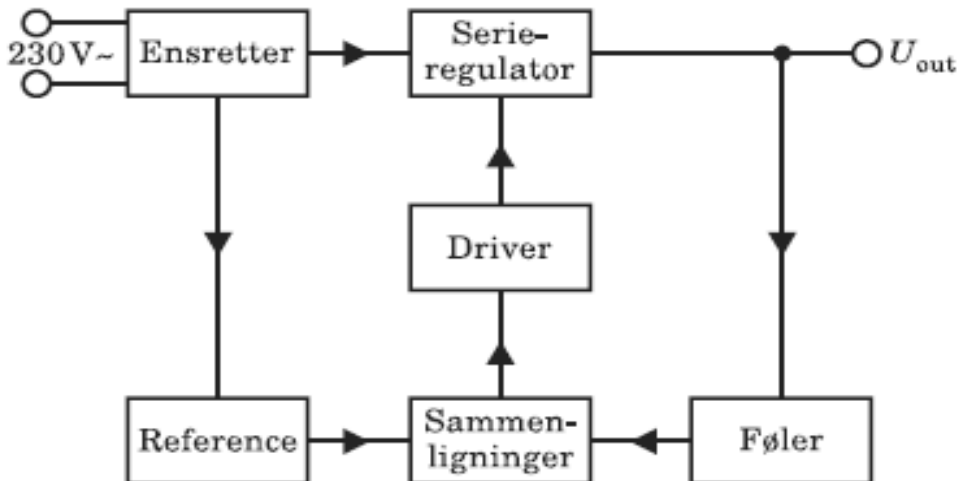 230 V~
Ensretter
Serie-
regulator
U_out
Driver
Reference
Sammen-
ligninger
Føler